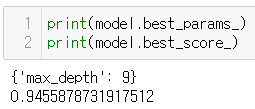 1 print(model.best_params_)
2 print(model.best_score_)
{'max_depth': 9}
0.9455878731917512